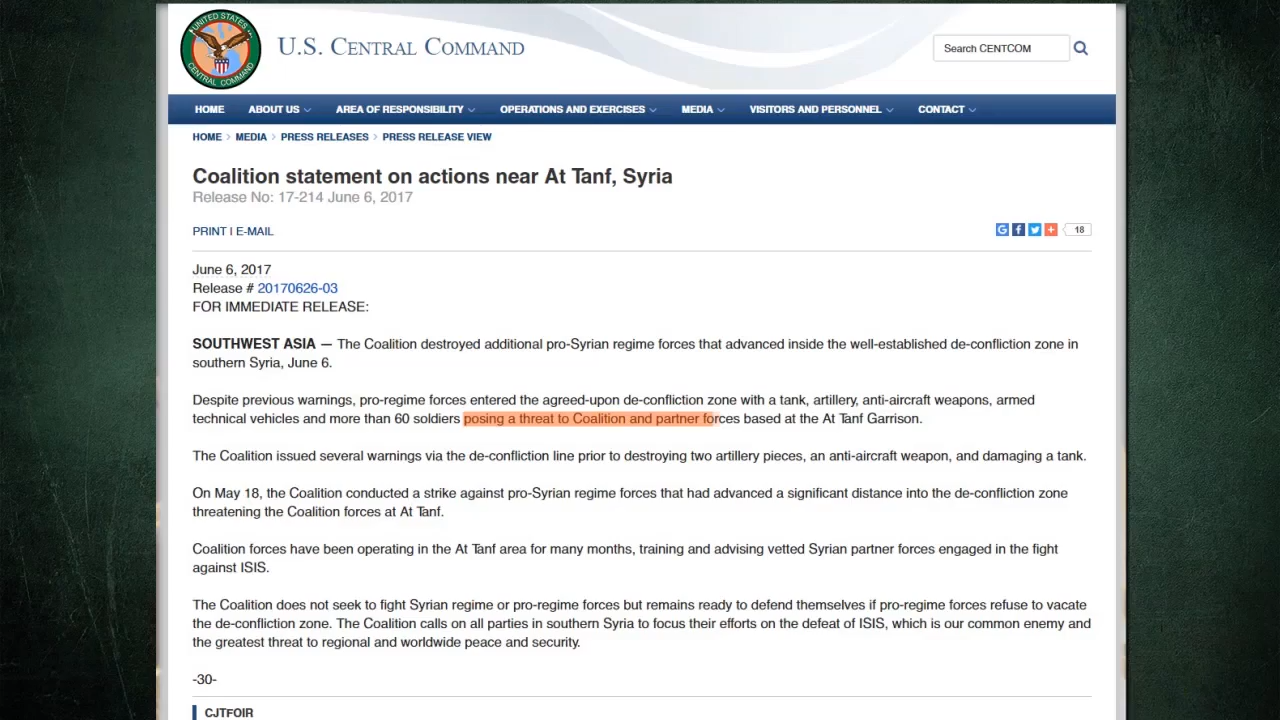 UNITED STATES
CENTRAL COMMAND
U.S. CENTRAL COMMAND
Search CENTCOM
HOME ABOUT US AREA OF RESPONSIBILITY OPERATIONS AND EXERCISES MEDIA VISITORS AND PERSONNEL CONTACT
HOME > MEDIA > PRESS RELEASES > PRESS RELEASE VIEW
Coalition statement on actions near At Tanf, Syria
Release No: 17-214 June 6, 2017
PRINT | E-MAIL
18
June 6, 2017
Release # 20170626-03
FOR IMMEDIATE RELEASE:
SOUTHWEST ASIA — The Coalition destroyed additional pro-Syrian regime forces that advanced inside the well-established de-confliction zone in
southern Syria, June 6.
Despite previous warnings, pro-regime forces entered the agreed-upon de-confliction zone with a tank, artillery, anti-aircraft weapons, armed
technical vehicles and more than 60 soldiers posing a threat to Coalition and partner forces based at the At Tanf Garrison.
The Coalition issued several warnings via the de-confliction line prior to destroying two artillery pieces, an anti-aircraft weapon, and damaging a tank.
On May 18, the Coalition conducted a strike against pro-Syrian regime forces that had advanced a significant distance into the de-confliction zone
threatening the Coalition forces at At Tanf.
Coalition forces have been operating in the At Tanf area for many months, training and advising vetted Syrian partner forces engaged in the fight
against ISIS.
The Coalition does not seek to fight Syrian regime or pro-regime forces but remains ready to defend themselves if pro-regime forces refuse to vacate
the de-confliction zone. The Coalition calls on all parties in southern Syria to focus their efforts on the defeat of ISIS, which is our common enemy and
the greatest threat to regional and worldwide peace and security.
-30-
CJTFOIR